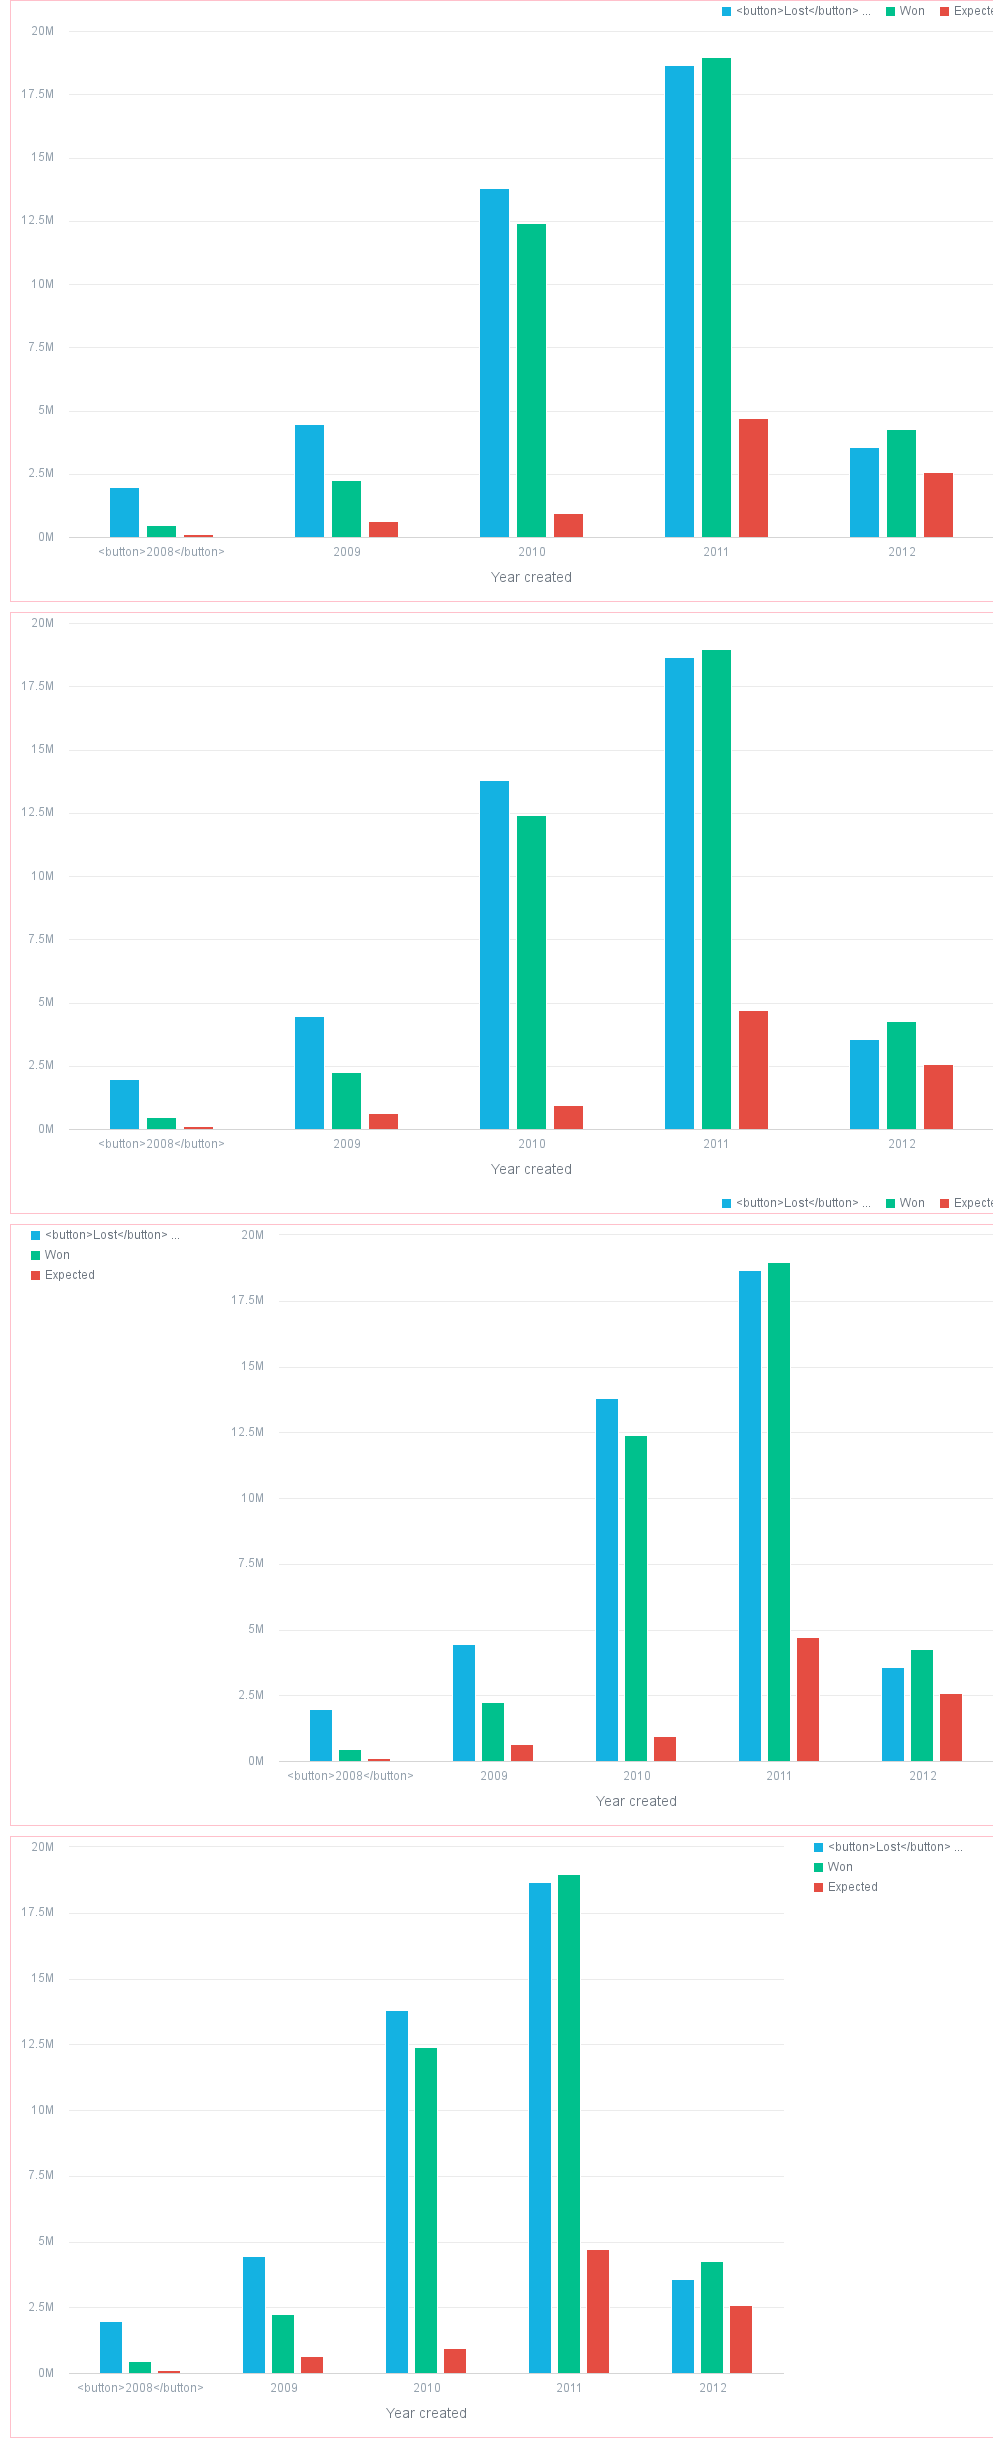 <button>Lost</button> ... Won Expecte
20M
17.5M
15M
12.5M
10M
7.5M
5M
2.5M
0M
<button>2008</button> 2009 2010 2011 2012
Year created
20M
17.5M
15M
12.5M
10M
7.5M
5M
2.5M
0M
<button>2008</button> 2009 2010 2011 2012
Year created
<button>Lost</button> ... Won Expecte
<button>Lost</button> ...
Won
Expected
20M
17.5M
15M
12.5M
10M
7.5M
5M
2.5M
0M
<button>2008</button> 2009 2010 2011 2012
Year created
20M
17.5M
15M
12.5M
10M
7.5M
5M
2.5M
0M
<button>2008</button> 2009 2010 2011 2012
Year created
<button>Lost</button> ...
Won
Expected